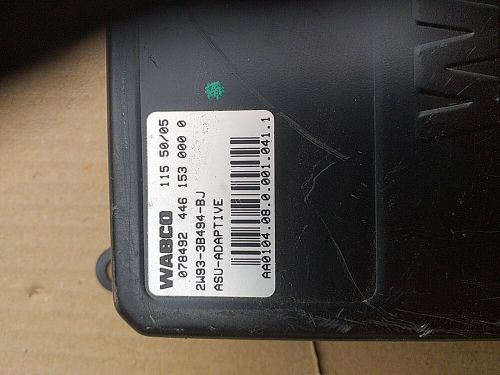 WABCO 115 50/05
078492 446 153 000 0
2W93-3B494-BJ
ASU-ADAPTIVE
AA0104.08.0.001.041.1